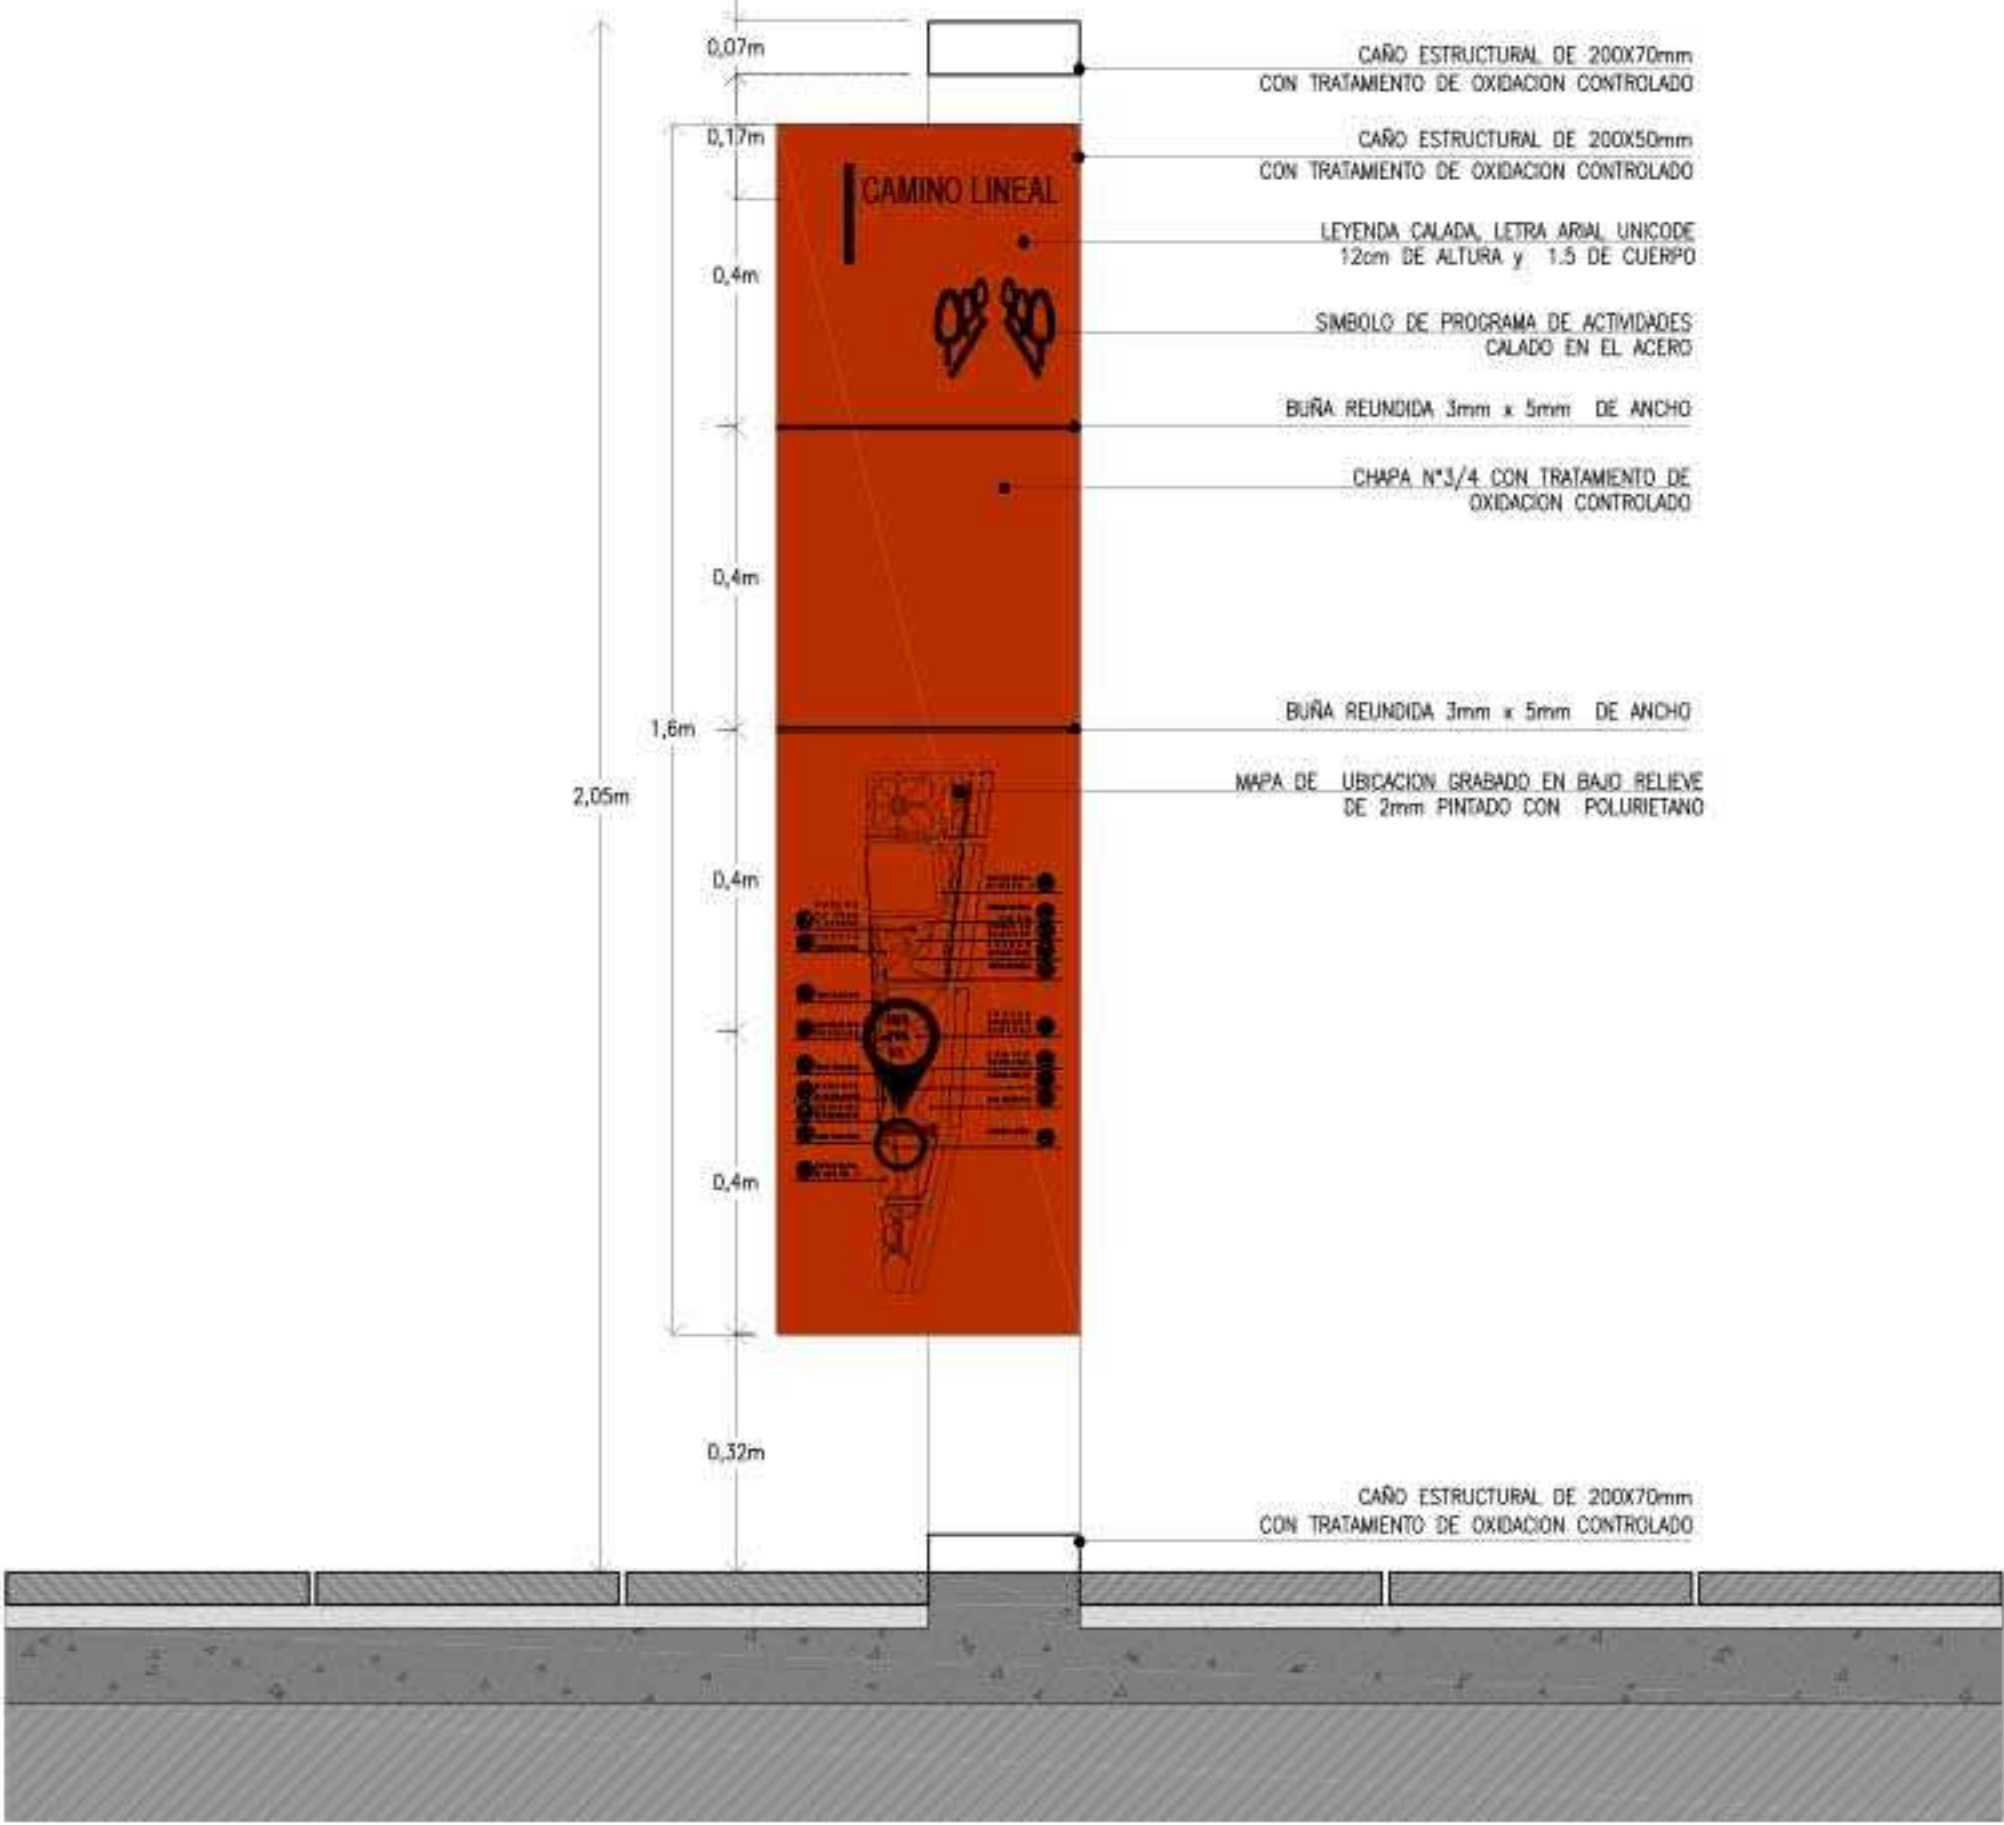 0,07m
CAÑO ESTRUCTURAL DE 200X70mm
CON TRATAMIENTO DE OXIDACION CONTROLADO
0,17m
CAÑO ESTRUCTURAL DE 200X50mm
CON TRATAMIENTO DE OXIDACION CONTROLADO
CAMINO LINEAL
LEYENDA CALADA, LETRA ARIAL UNICODE
12cm DE ALTURA y 1.5 DE CUERPO
0,4m
SIMBOLO DE PROGRAMA DE ACTIVIDADES
CALADO EN EL ACERO
BUÑA REUNDIDA 3mm x 5mm DE ANCHO
CHAPA N°3/4 CON TRATAMIENTO DE
OXIDACION CONTROLADO
0,4m
BUÑA REUNDIDA 3mm x 5mm DE ANCHO
1,6m
MAPA DE UBICACION GRABADO EN BAJO RELIEVE
DE 2mm PINTADO CON POLURIETANO
2,05m
0,4m
0,4m
0,32m
CAÑO ESTRUCTURAL DE 200X70mm
CON TRATAMIENTO DE OXIDACION CONTROLADO